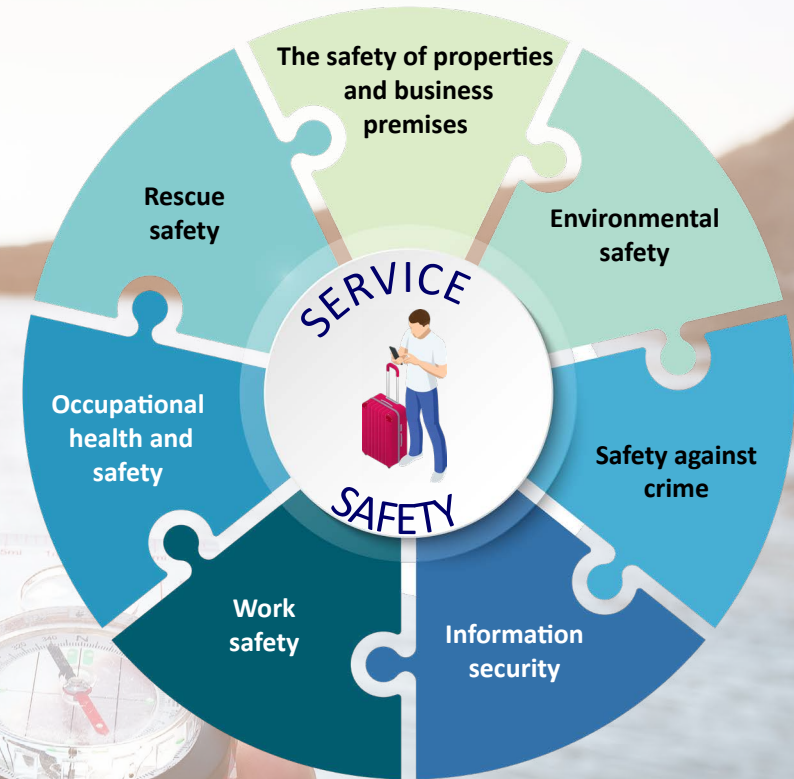 The safety of properties
and business
premises
Rescue
safety
Environmental
safety
SERVICE
SAFETY
Occupational
health and
safety
Safety against
crime
Work
safety
Information
security